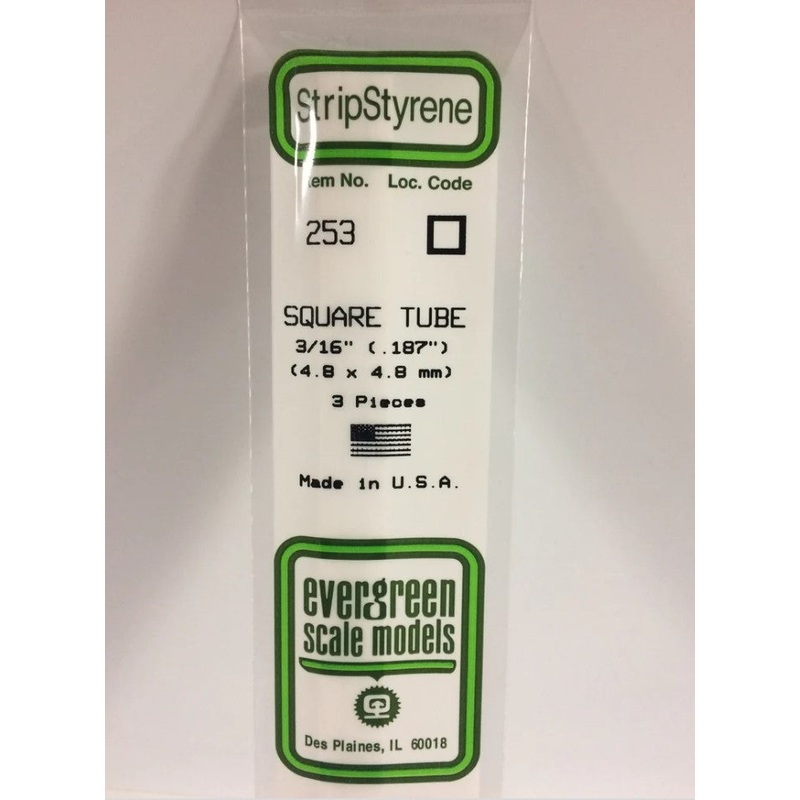 StripStyrene
Item No. Loc. Code
253
SQUARE TUBE
3/16" (.187")
(4.8 x 4.8 mm)
3 Pieces
Made in U.S.A.
evergreen
scale models
Des Plaines, IL 60018